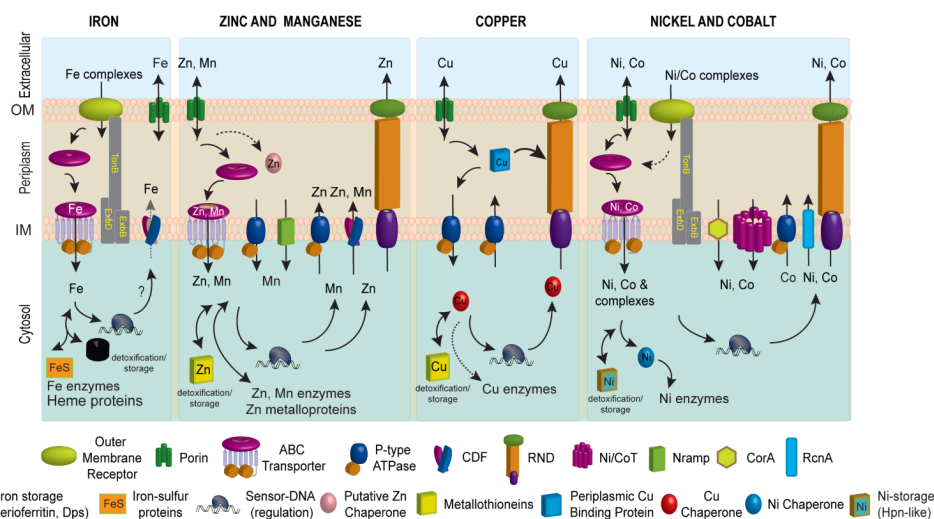 IRON
ZINC AND MANGANESE
COPPER
NICKEL AND COBALT
Extracellular
OM
Periplasm
IM
Cytosol
Fe complexes
Fe
TonB
ExbD
ExbB
Fe
Fe
Fe
?
detoxification/
storage
FeS
Fe enzymes
Heme proteins
Zn, Mn
Zn
Zn
Zn, Mn
Zn
Zn, Mn
Zn, Mn
Mn
Mn
Zn
Zn
detoxification/
storage
Zn, Mn enzymes
Zn metalloproteins
Cu
Cu
Cu
Cu
Cu
Cu
detoxification/
storage
Cu enzymes
Ni, Co
Ni/Co complexes
Ni, Co
TonB
ExbD
ExbB
Ni, Co
Ni, Co &
complexes
Ni, Co
Co
Ni, Co
Ni
Ni
detoxification/
storage
Ni enzymes
Outer
Membrane
Receptor
Porin
ABC
Transporter
P-type
ATPase
CDF
RND
Ni/CoT
Nramp
CorA
RcnA
ron storage
erioferritin, Dps)
FeS
Iron-sulfur
proteins
Sensor-DNA
(regulation)
Putative Zn
Chaperone
Metallothioneins
Periplasmic Cu
Binding Protein
Cu
Chaperone
Ni Chaperone
Ni
Ni-storage
(Hpn-like)